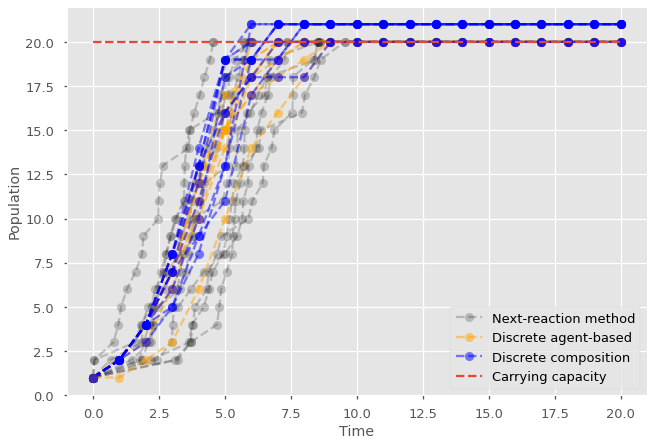 20.0
17.5
15.0
12.5
10.0
7.5
5.0
2.5
0.0
Population
Next-reaction method
Discrete agent-based
Discrete composition
Carrying capacity
0.0 2.5 5.0 7.5 10.0 12.5 15.0 17.5 20.0
Time